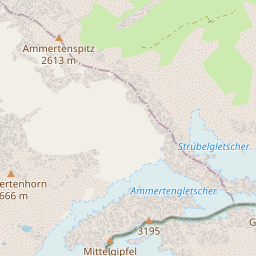 Ammertenspitz
2613 m
Strubelgletscher
ertenhorn
666 m
Ammertengletscher
3195
G
Mittelgipfel